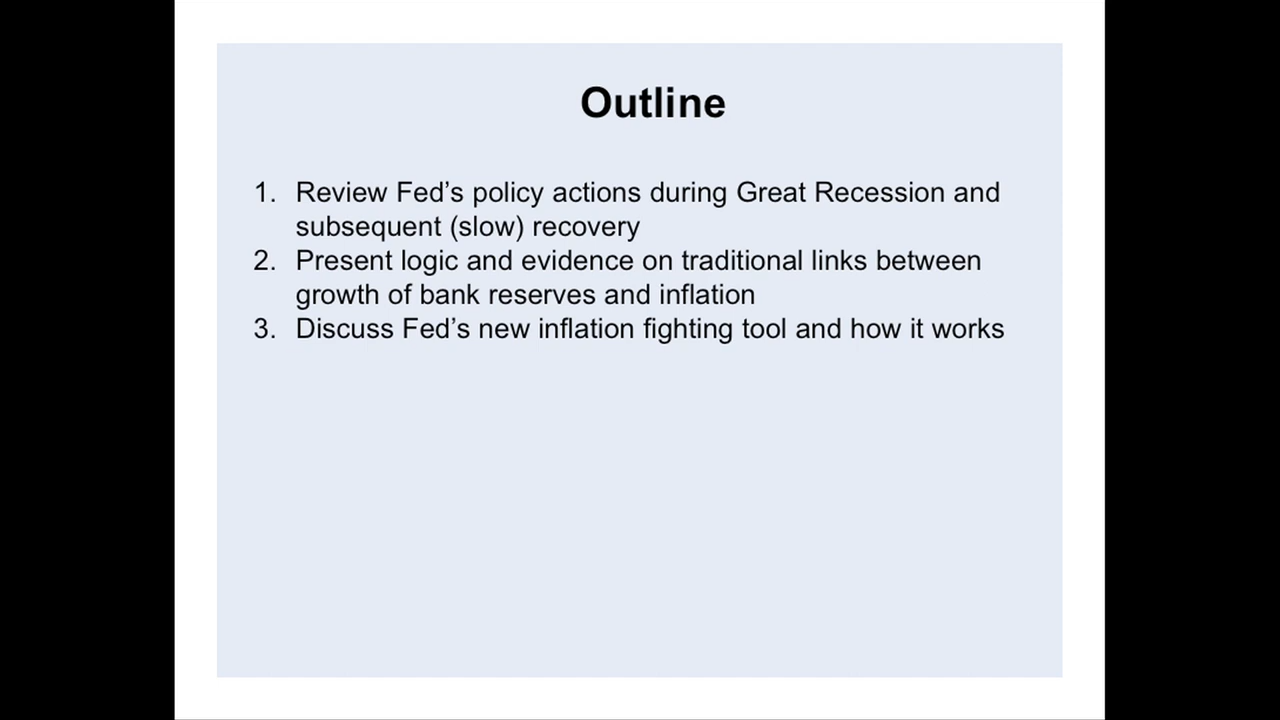 Outline
1. Review Fed’s policy actions during Great Recession and
subsequent (slow) recovery
2. Present logic and evidence on traditional links between
growth of bank reserves and inflation
3. Discuss Fed’s new inflation fighting tool and how it works